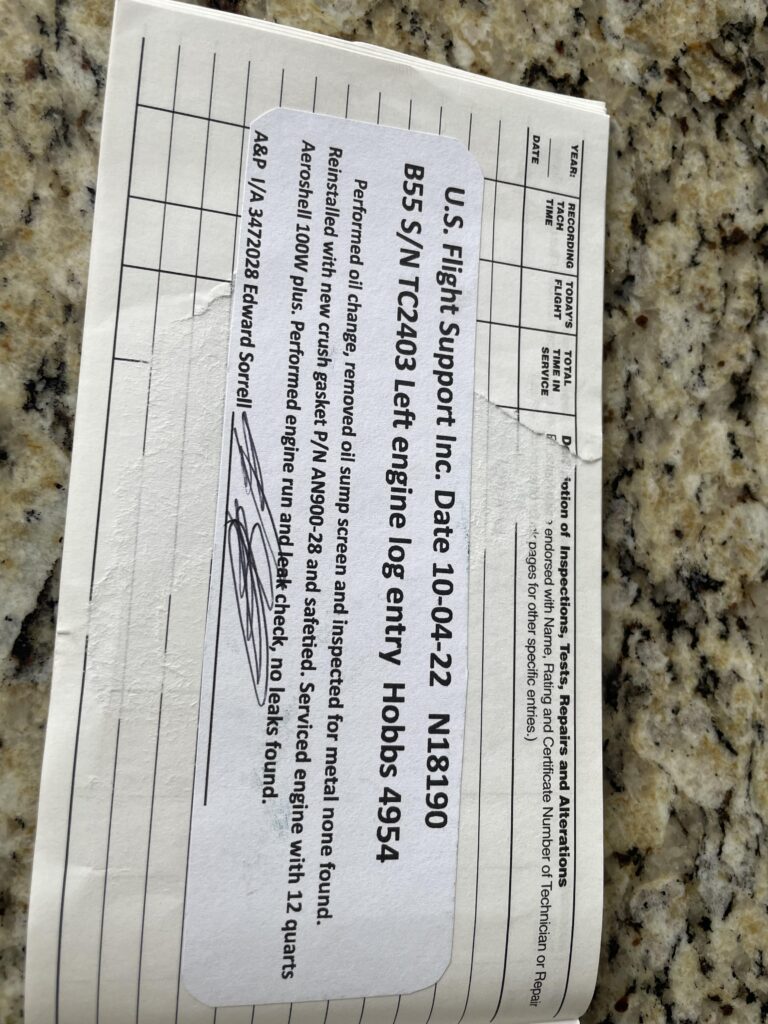 YEAR:
DATE
RECORDING
TACH
TIME
TODAY'S
FLIGHT
TOTAL
TIME IN
SERVICE
of Inspections, Tests, Repairs and Alterations
endorsed with Name, Rating and Certificate Number of Technician or Repair
pages for other specific entries.)
U.S. Flight Support Inc. Date 10-04-22 N18190
B55 S/N TC2403 Left engine log entry Hobbs 4954
Performed oil change, removed oil sump screen and inspected for metal none found.
Reinstalled with new crush gasket P/N AN900-28 and safetied. Serviced engine with 12 quarts
Aeroshell 100W plus. Performed engine run and leak check, no leaks found.
A&P I/A 3472028 Edward Sorrell